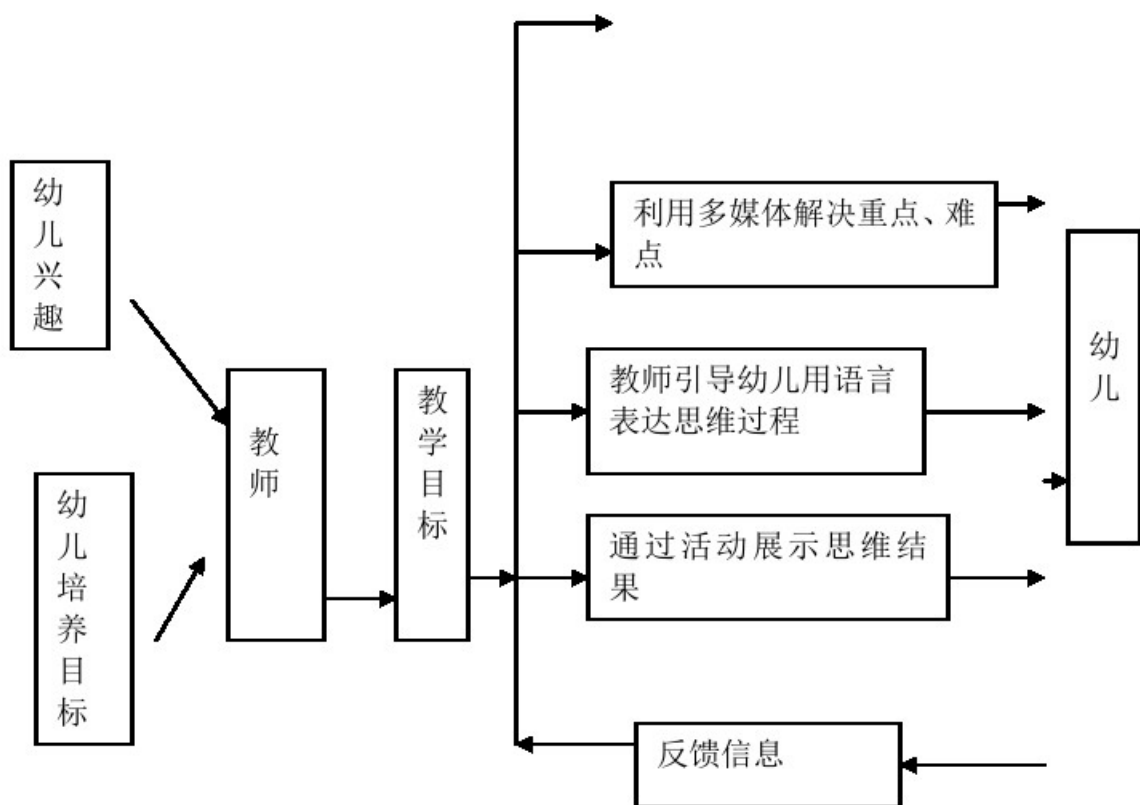 幼儿兴趣
幼儿培养目标
教师
教学目标
利用多媒体解决重点、难
点
教师引导幼儿用语言
表达思维过程
通过活动展示思维结
果
反馈信息
幼儿